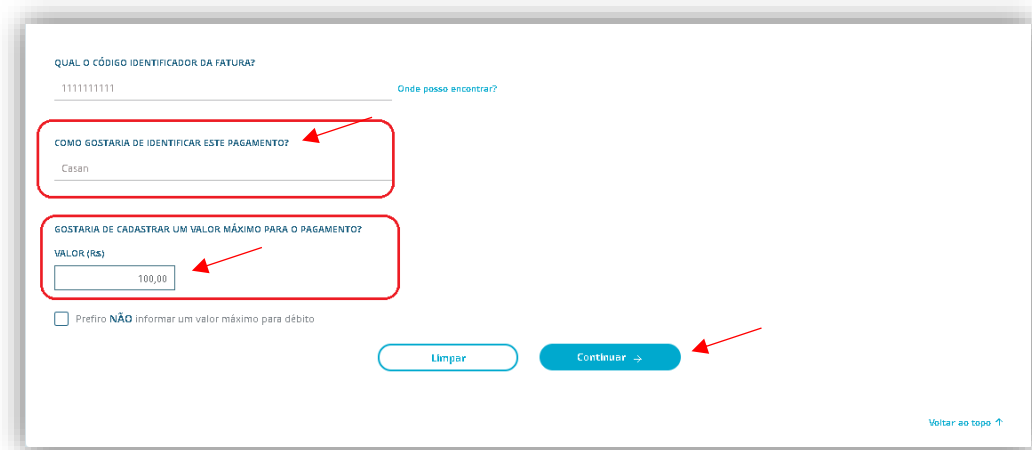 QUAL O CÓDIGO IDENTIFICADOR DA FATURA?
1111111111 Onde posso encontrar?
COMO GOSTARIA DE IDENTIFICAR ESTE PAGAMENTO?
Casan
GOSTARIA DE CADASTRAR UM VALOR MÁXIMO PARA O PAGAMENTO?
VALOR (R$)
100,00
Prefiro NÃO informar um valor máximo para débito
Limpar Continuar →
Voltar ao topo ↑